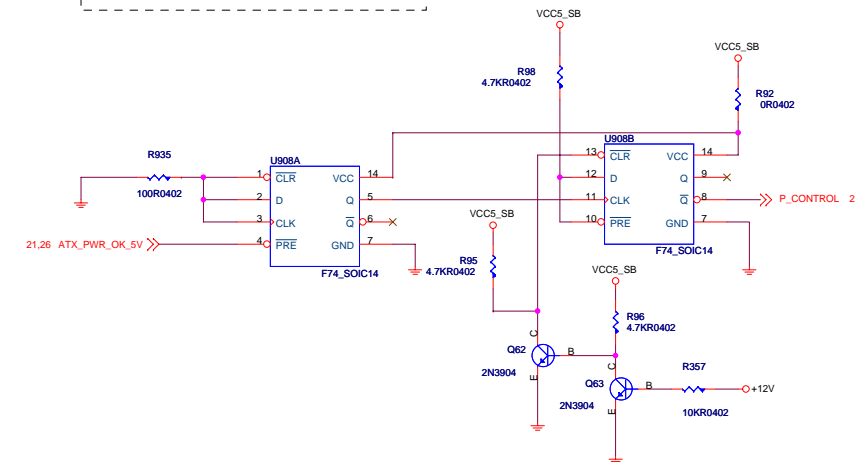 VCC5_SB
VCC5_SB
R98
4.7KR0402
R92
0R0402
U908B
13 CLR VCC 14
12 D Q 9
11 CLK Q 8
10 PRE GND 7
F74_SOIC14
P_CONTROL 2
R935
100R0402
U908A
1 CLR VCC 14
2 D Q 5
3 CLK Q 6
4 PRE GND 7
F74_SOIC14
21,26 ATX_PWR_OK_5V
VCC5_SB
R95
4.7KR0402
VCC5_SB
R96
4.7KR0402
C
Q62
B
2N3904
E
C
Q63
B
2N3904
E
R357
10KR0402
+12V